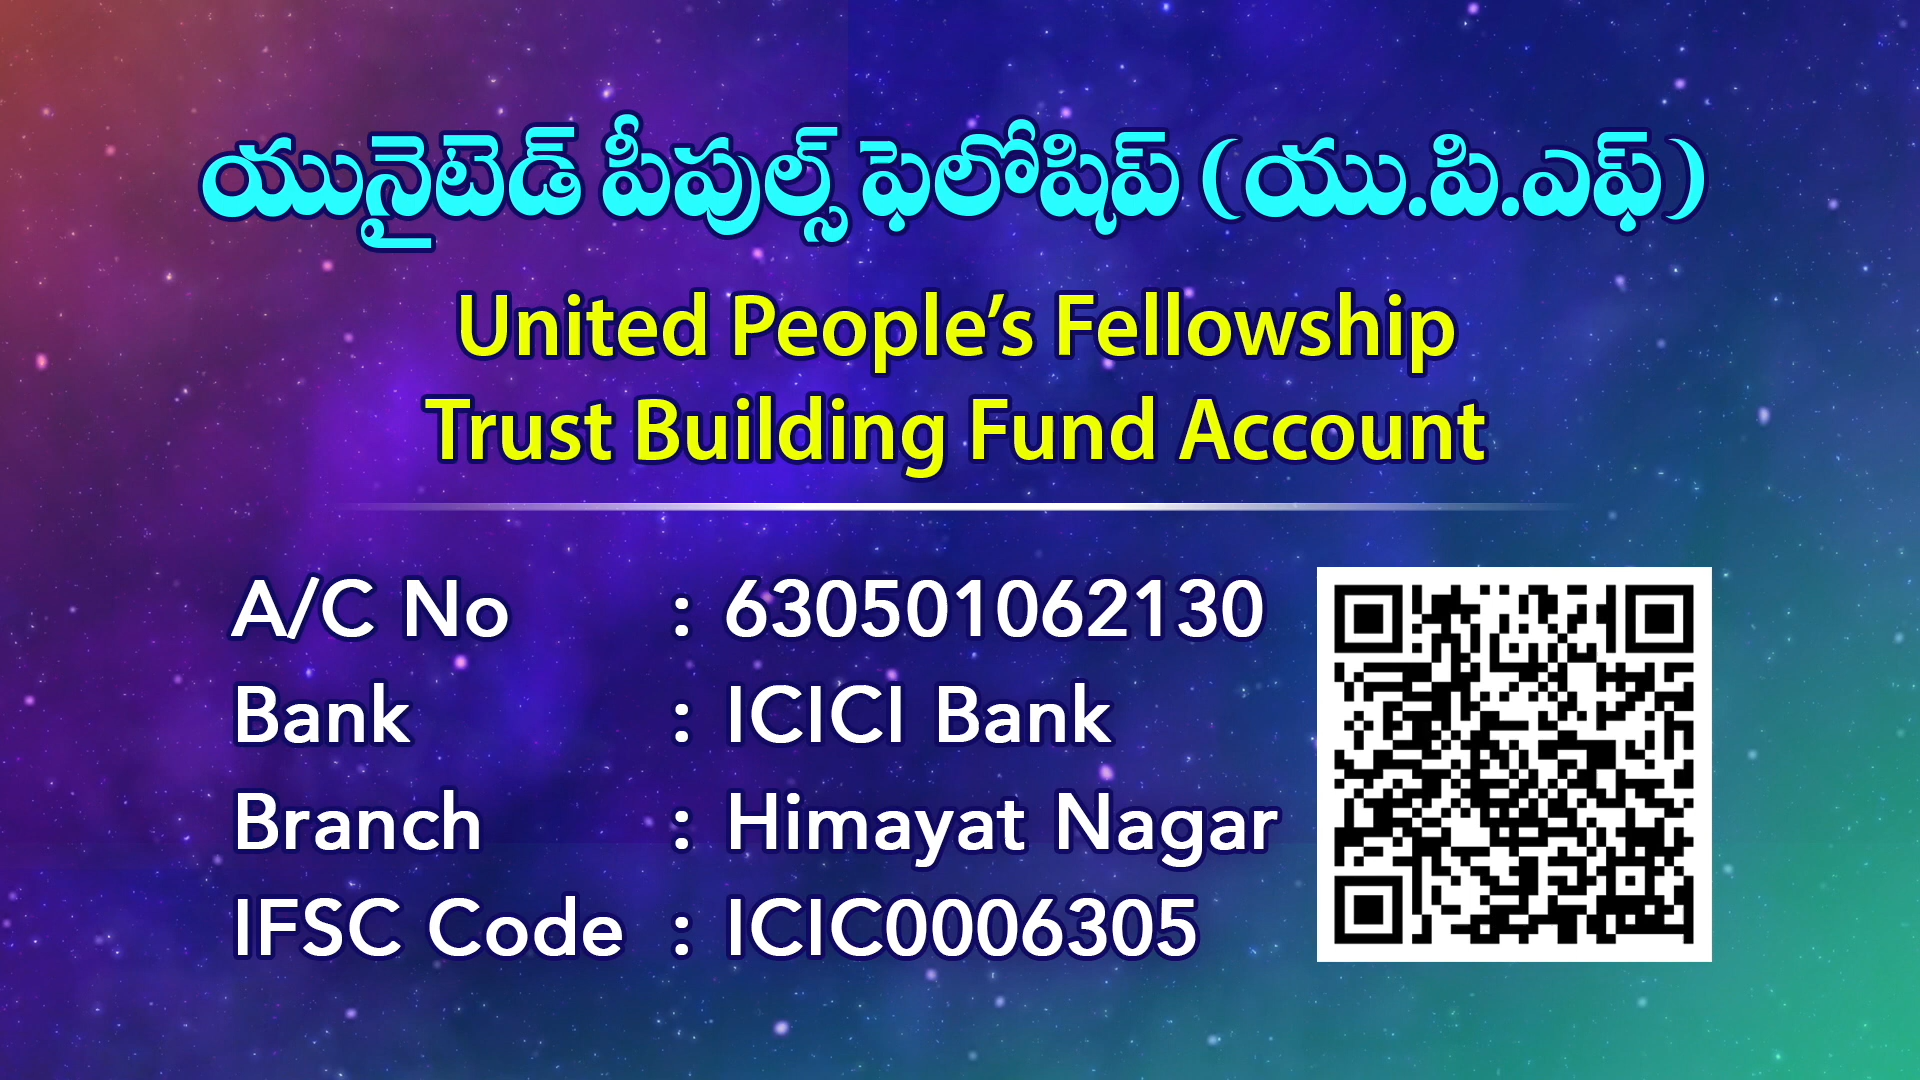 యునైటెడ్ పీపుల్స్ ఫెలోషిప్ (యు.పి.ఎఫ్)
United People’s Fellowship
Trust Building Fund Account
A/C No : 630501062130
Bank : ICICI Bank
Branch : Himayat Nagar
IFSC Code : ICIC0006305